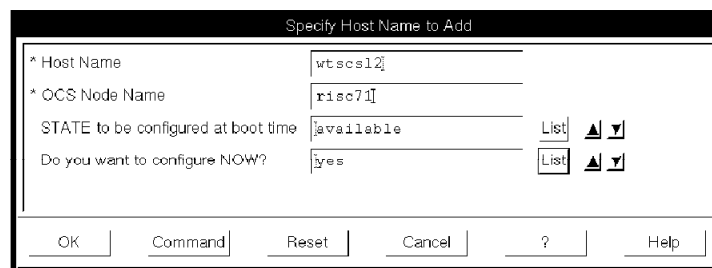 Specify Host Name to Add
* Host Name wtscsl2
* OCS Node Name risc71
STATE to be configured at boot time available List
Do you want to configure NOW? yes List
OK Command Reset Cancel ? Help